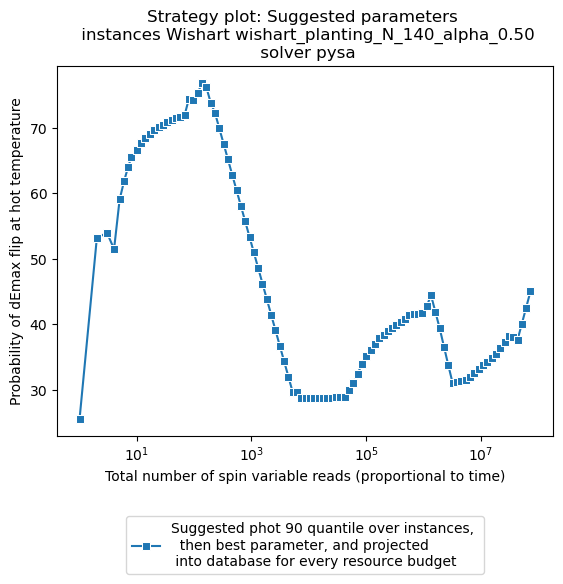 Strategy plot: Suggested parameters
instances Wishart wishart_planting_N_140_alpha_0.50
solver pysa
Probability of dEmax flip at hot temperature
70
60
50
40
30
10^1
10^3
10^5
10^7
Total number of spin variable reads (proportional to time)
Suggested phot 90 quantile over instances,
then best parameter, and projected
into database for every resource budget